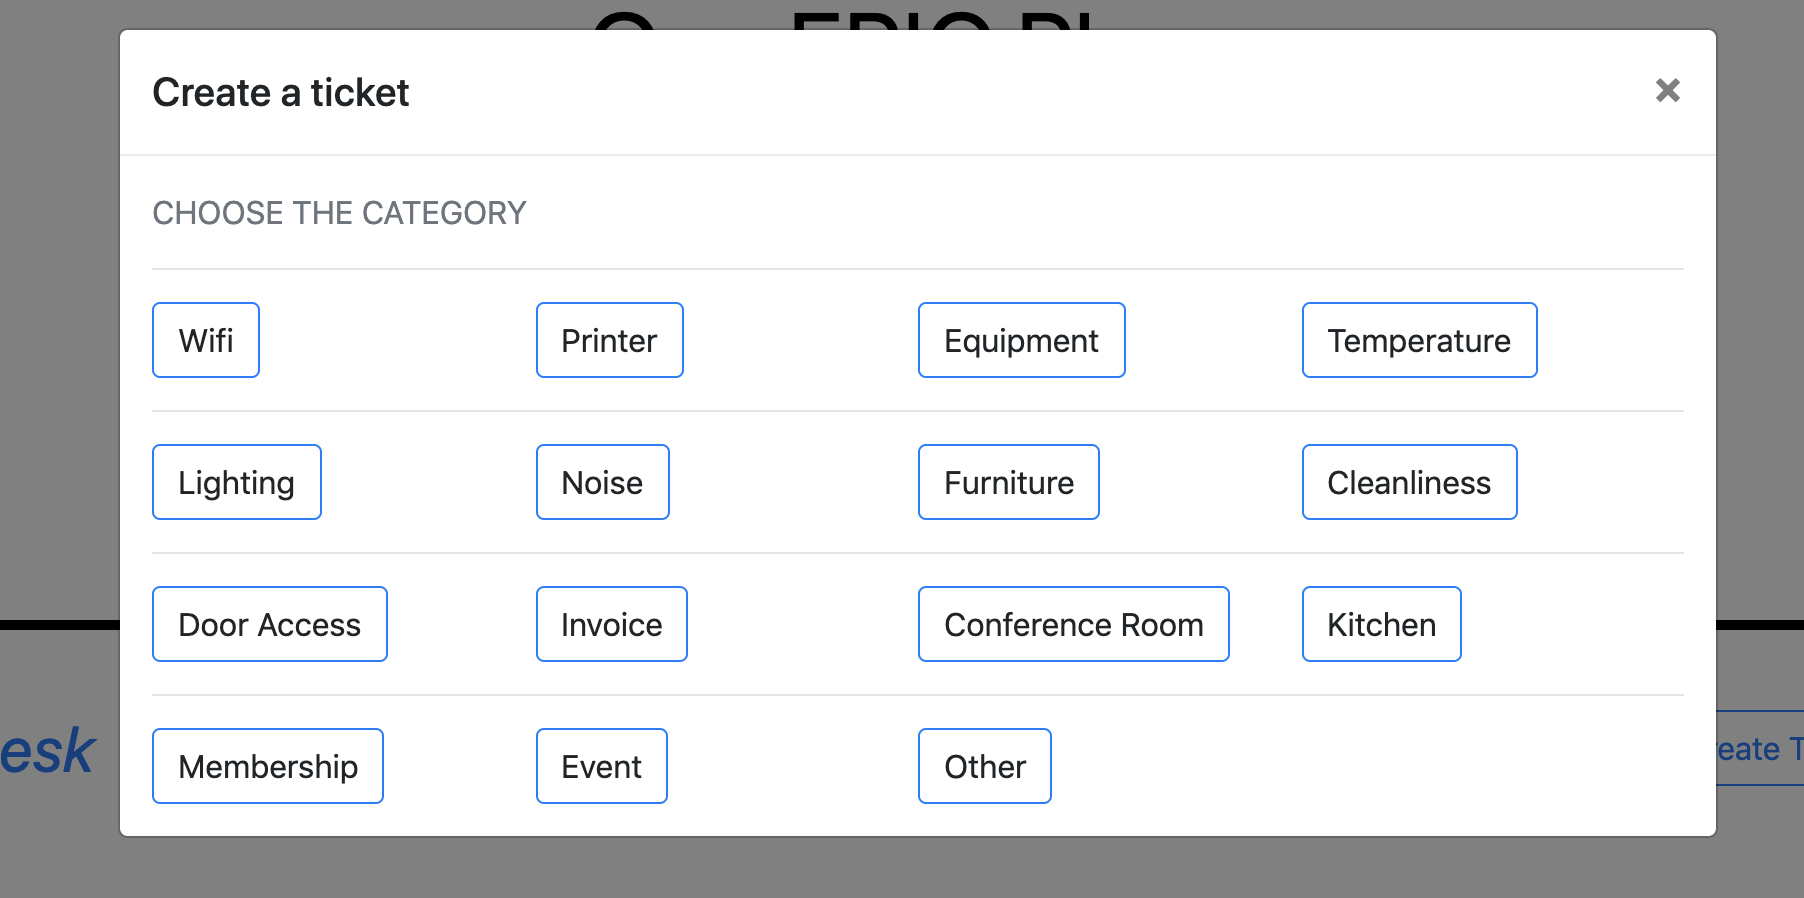 Create a ticket ×
CHOOSE THE CATEGORY
Wifi Printer Equipment Temperature
Lighting Noise Furniture Cleanliness
Door Access Invoice Conference Room Kitchen
Membership Event Other
esk
eate T